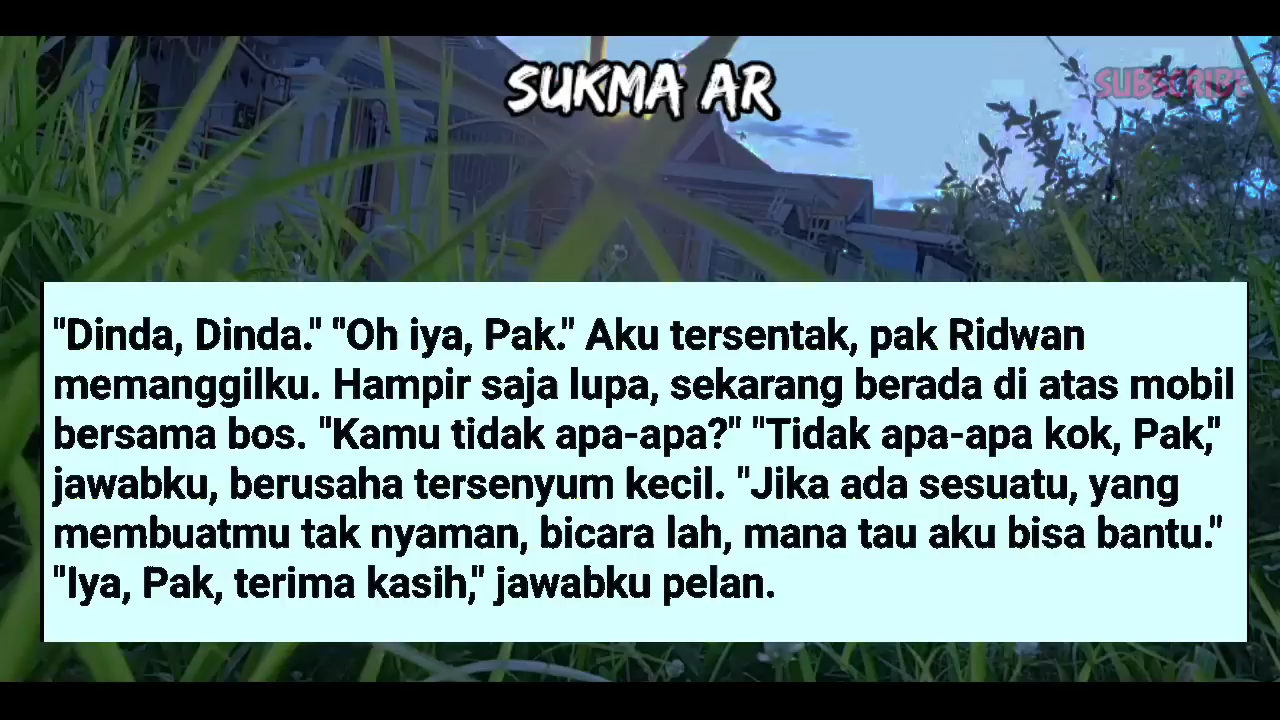 SUKMA AR
SUBSCRIBE
"Dinda, Dinda." "Oh iya, Pak." Aku tersentak, pak Ridwan
memanggilku. Hampir saja lupa, sekarang berada di atas mobil
bersama bos. "Kamu tidak apa-apa?" "Tidak apa-apa kok, Pak,"
jawabku, berusaha tersenyum kecil. "Jika ada sesuatu, yang
membuatmu tak nyaman, bicara lah, mana tau aku bisa bantu."
"Iya, Pak, terima kasih," jawabku pelan.